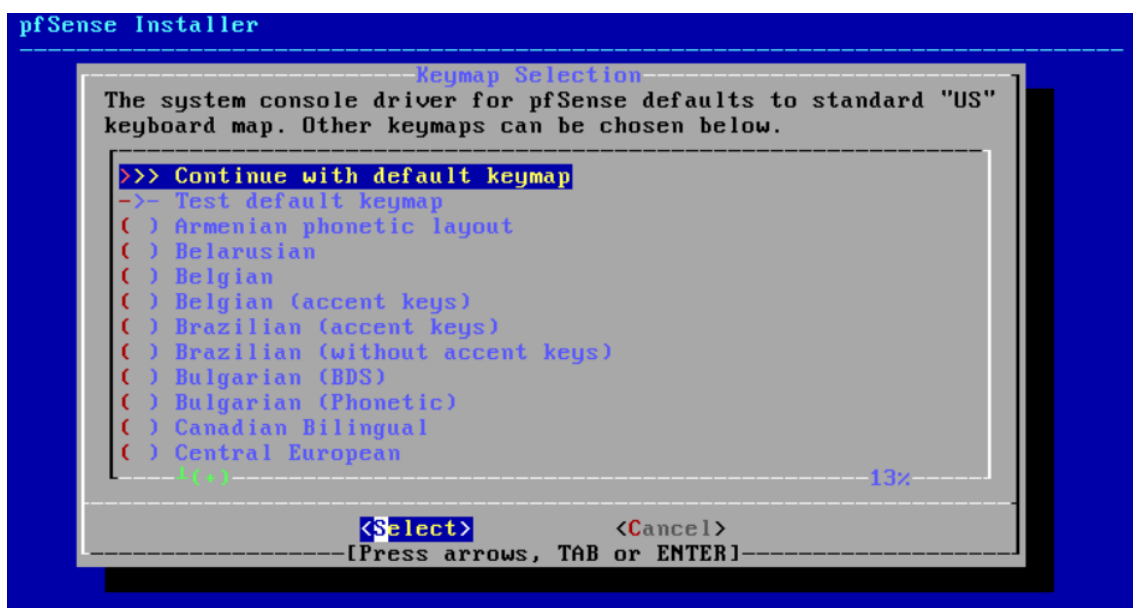 pfSense Installer
Keymap Selection
The system console driver for pfSense defaults to standard "US"
keyboard map. Other keymaps can be chosen below.
>>> Continue with default keymap
->- Test default keymap
( ) Armenian phonetic layout
( ) Belarusian
( ) Belgian
( ) Belgian (accent keys)
( ) Brazilian (accent keys)
( ) Brazilian (without accent keys)
( ) Bulgarian (BDS)
( ) Bulgarian (Phonetic)
( ) Canadian Bilingual
( ) Central European
┴(+) 13%
<Select> <Cancel>
[Press arrows, TAB or ENTER]